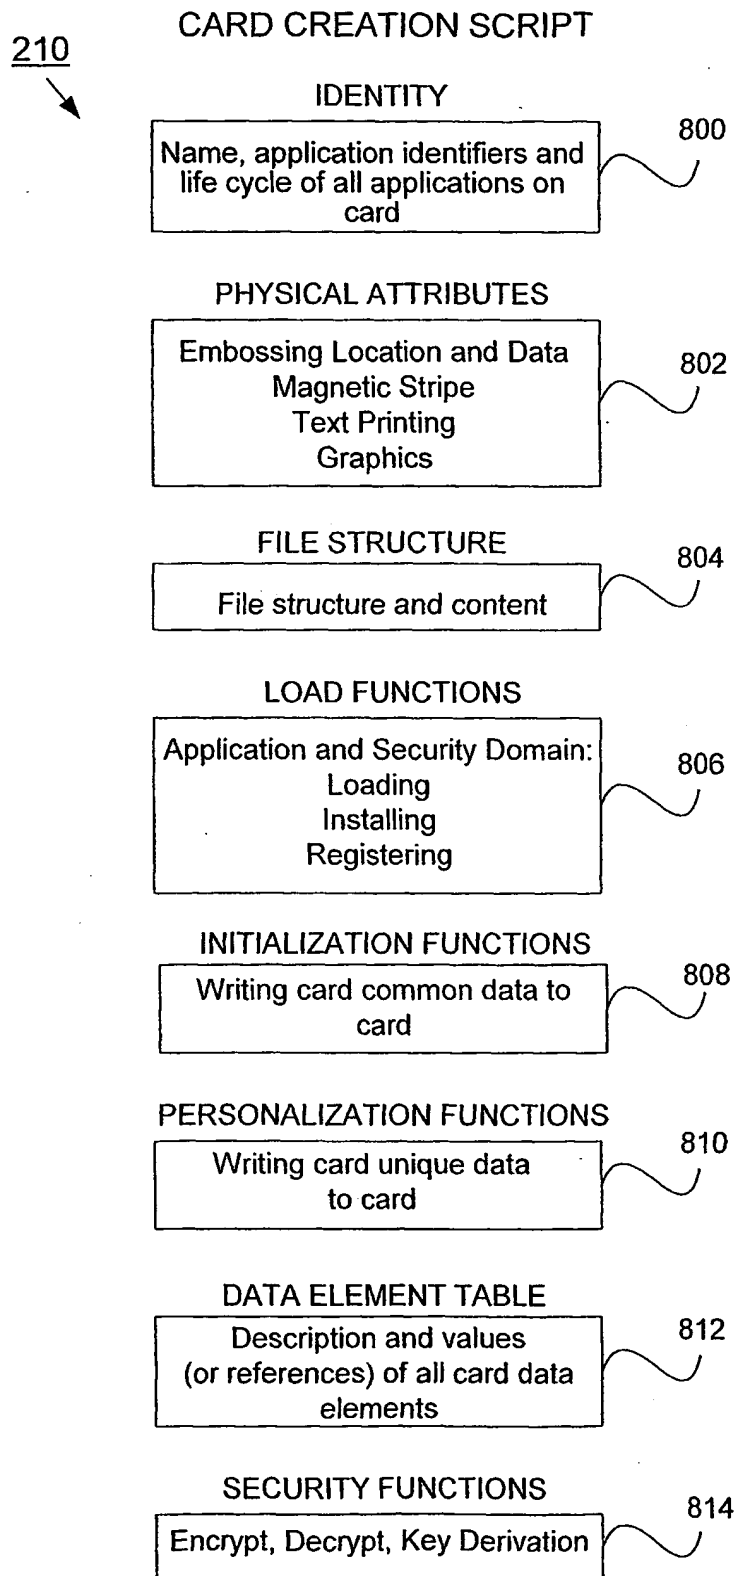 CARD CREATION SCRIPT
210
IDENTITY
800
Name, application identifiers and
life cycle of all applications on
card
PHYSICAL ATTRIBUTES
802
Embossing Location and Data
Magnetic Stripe
Text Printing
Graphics
FILE STRUCTURE
804
File structure and content
LOAD FUNCTIONS
806
Application and Security Domain:
Loading
Installing
Registering
INITIALIZATION FUNCTIONS
808
Writing card common data to
card
PERSONALIZATION FUNCTIONS
810
Writing card unique data
to card
DATA ELEMENT TABLE
812
Description and values
(or references) of all card data
elements
SECURITY FUNCTIONS
814
Encrypt, Decrypt, Key Derivation